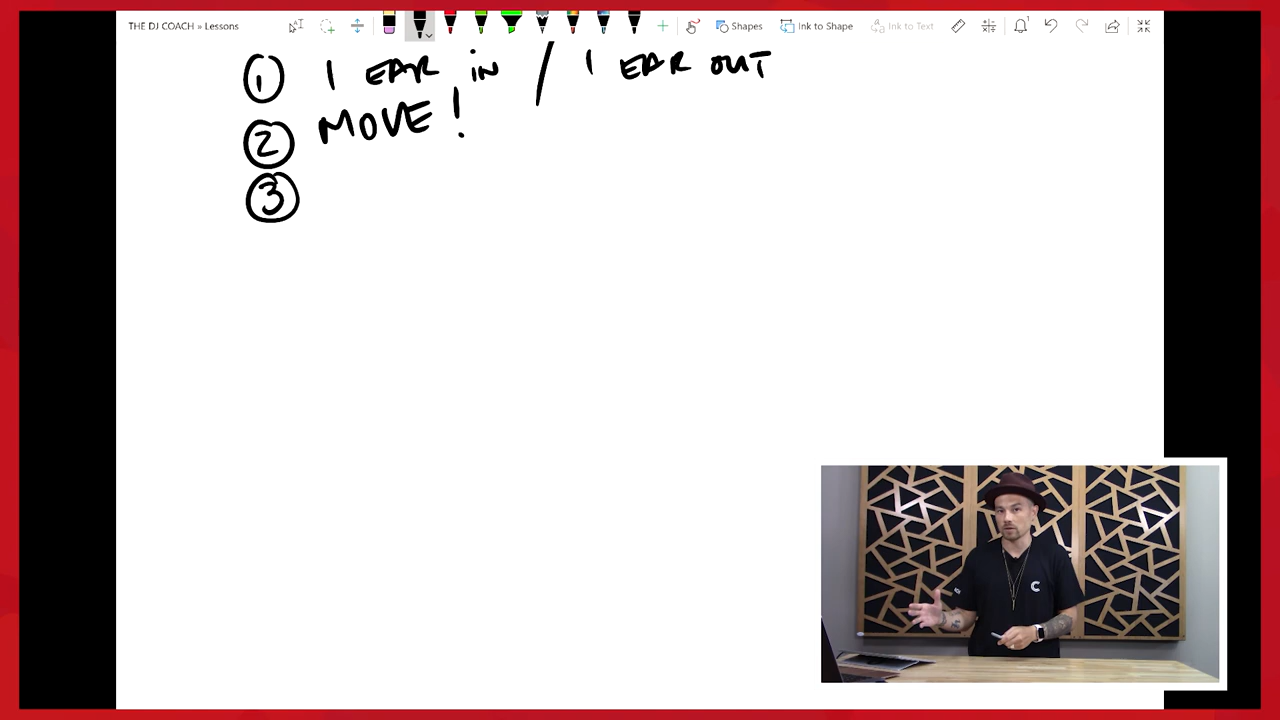 THE DJ COACH » Lessons
Shapes
Ink to Shape
Ink to Text
1 1 EAR IN / 1 EAR OUT
2 MOVE!
3
C